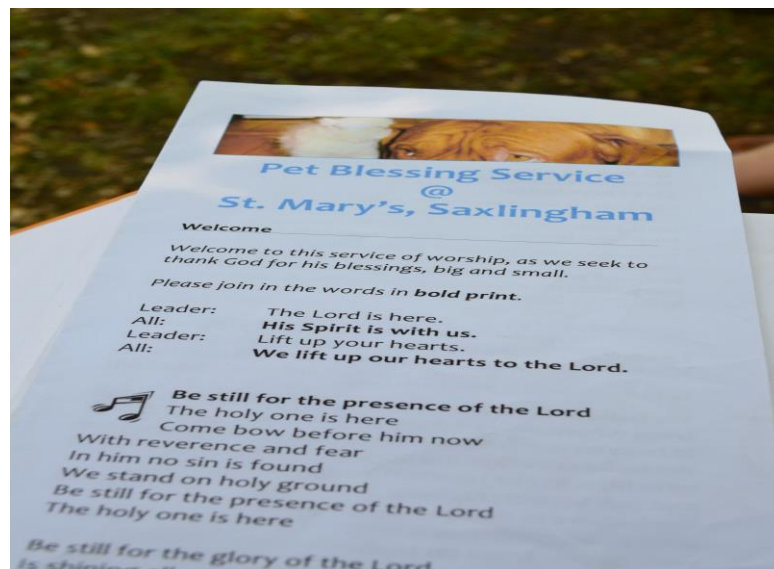 Pet Blessing Service
@
St. Mary's, Saxlingham
Welcome
Welcome to this service of worship, as we seek to
thank God for his blessings, big and small.
Please join in the words in bold print.
Leader: The Lord is here.
All: His Spirit is with us.
Leader: Lift up your hearts.
All: We lift up our hearts to the Lord.
Be still for the presence of the Lord
The holy one is here
Come bow before him now
With reverence and fear
In him no sin is found
We stand on holy ground
Be still for the presence of the Lord
The holy one is here
Be still for the glory of the Lord
is shining